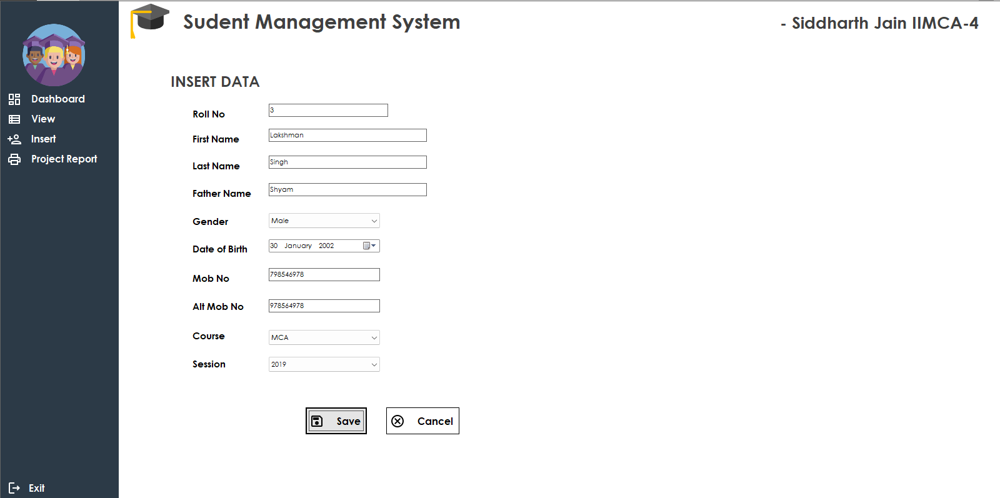 Sudent Management System
- Siddharth Jain IIMCA-4
Dashboard
View
Insert
Project Report
Exit
INSERT DATA
Roll No 3
First Name Lakshman
Last Name Singh
Father Name Shyam
Gender Male
Date of Birth 30 January 2002
Mob No 798546978
Alt Mob No 978564978
Course MCA
Session 2019
Save Cancel